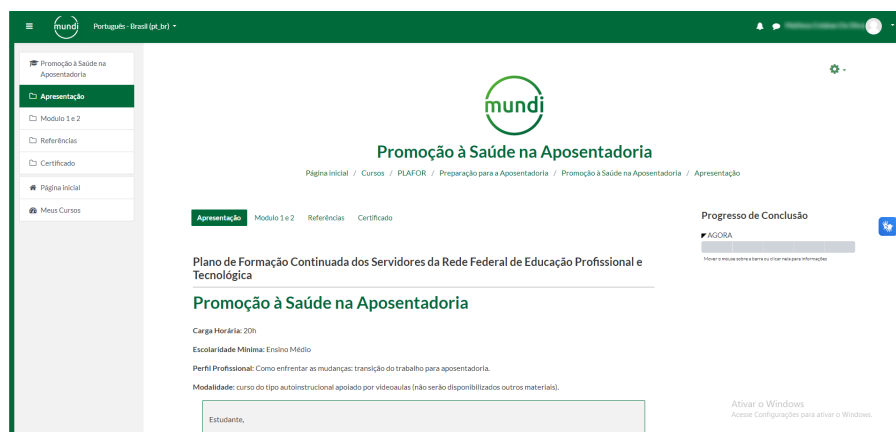 mundi
Português - Brasil (pt_br)
Promoção à Saúde na
Aposentadoria
Apresentação
Modulo 1 e 2
Referências
Certificado
Página inicial
Meus Cursos
mundi
Promoção à Saúde na Aposentadoria
Página inicial / Cursos / PLAFOR / Preparação para a Aposentadoria / Promoção à Saúde na Aposentadoria / Apresentação
Apresentação Modulo 1 e 2 Referências Certificado
Progresso de Conclusão
AGORA
Mover o mouse sobre a barra ou clicar nela para informações.
Plano de Formação Continuada dos Servidores da Rede Federal de Educação Profissional e
Tecnológica
Promoção à Saúde na Aposentadoria
Carga Horária: 20h
Escolaridade Mínima: Ensino Médio
Perfil Profissional: Como enfrentar as mudanças: transição do trabalho para aposentadoria.
Modalidade: curso do tipo autoinstrucional apoiado por videoaulas (não serão disponibilizados outros materiais).
Estudante,
Ativar o Windows
Acesse Configurações para ativar o Windows.